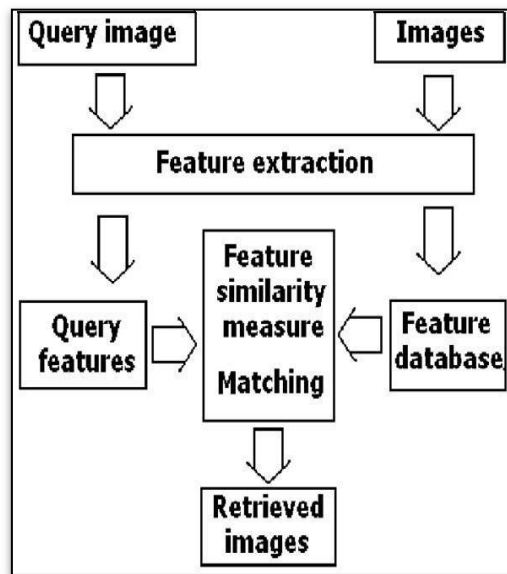 Query image
Images
Feature extraction
Query
features
Feature
similarity
measure
Matching
Feature
database
Retrieved
images